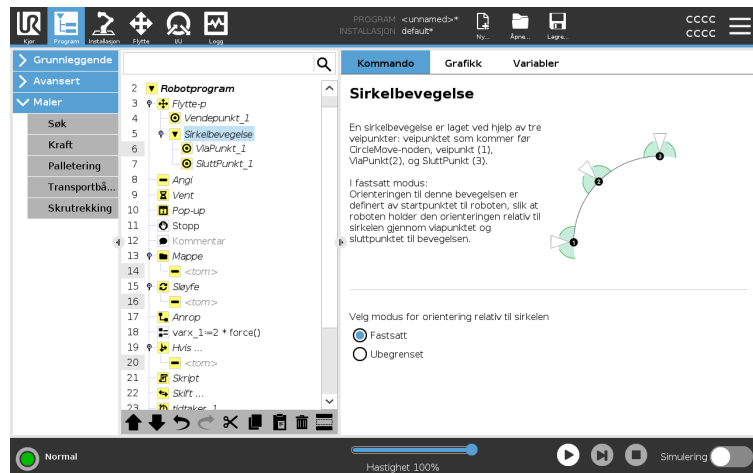 UR
PROGRAM <unnamed>*
INSTALLASJON default*
CCCC
CCCC
Kjør
Program
Installasjon
Flytte
I/U
Logg
Ny...
Åpne...
Lagre...
Grunnleggende
Avansert
Maler
Søk
Kraft
Palletering
Transportbå...
Skrutrekking
2 Robotprogram
3 Flytte-p
4 Vendepunkt_1
5 Sirkelbevegelse
6 ViaPunkt_1
7 SluttPunkt_1
8 Angi
9 Vent
10 Pop-up
11 Stopp
12 Kommentar
13 Mappe
14 <tom>
15 Sløyfe
16 <tom>
17 Anrop
18 varx_1:=2 * force()
19 Hvis ...
20 <tom>
21 Skript
22 Skift ...
23 tidtaker_1
Kommando
Grafikk
Variabler
Sirkelbevegelse
En sirkelbevegelse er laget ved hjelp av tre
veipunkter: veipunktet som kommer før
CircleMove-noden, veipunkt (1),
ViaPunkt(2), og SluttPunkt (3).
I fastsatt modus:
Orienteringen til denne bevegelsen er
definert av startpunktet til roboten, slik at
roboten holder den orienteringen relativ til
sirkelen gjennom viapunktet og
sluttpunktet til bevegelsen.
1
2
3
Velg modus for orientering relativ til sirkelen
Fastsatt
Ubegrenset
Normal
Hastighet 100%
Simulering